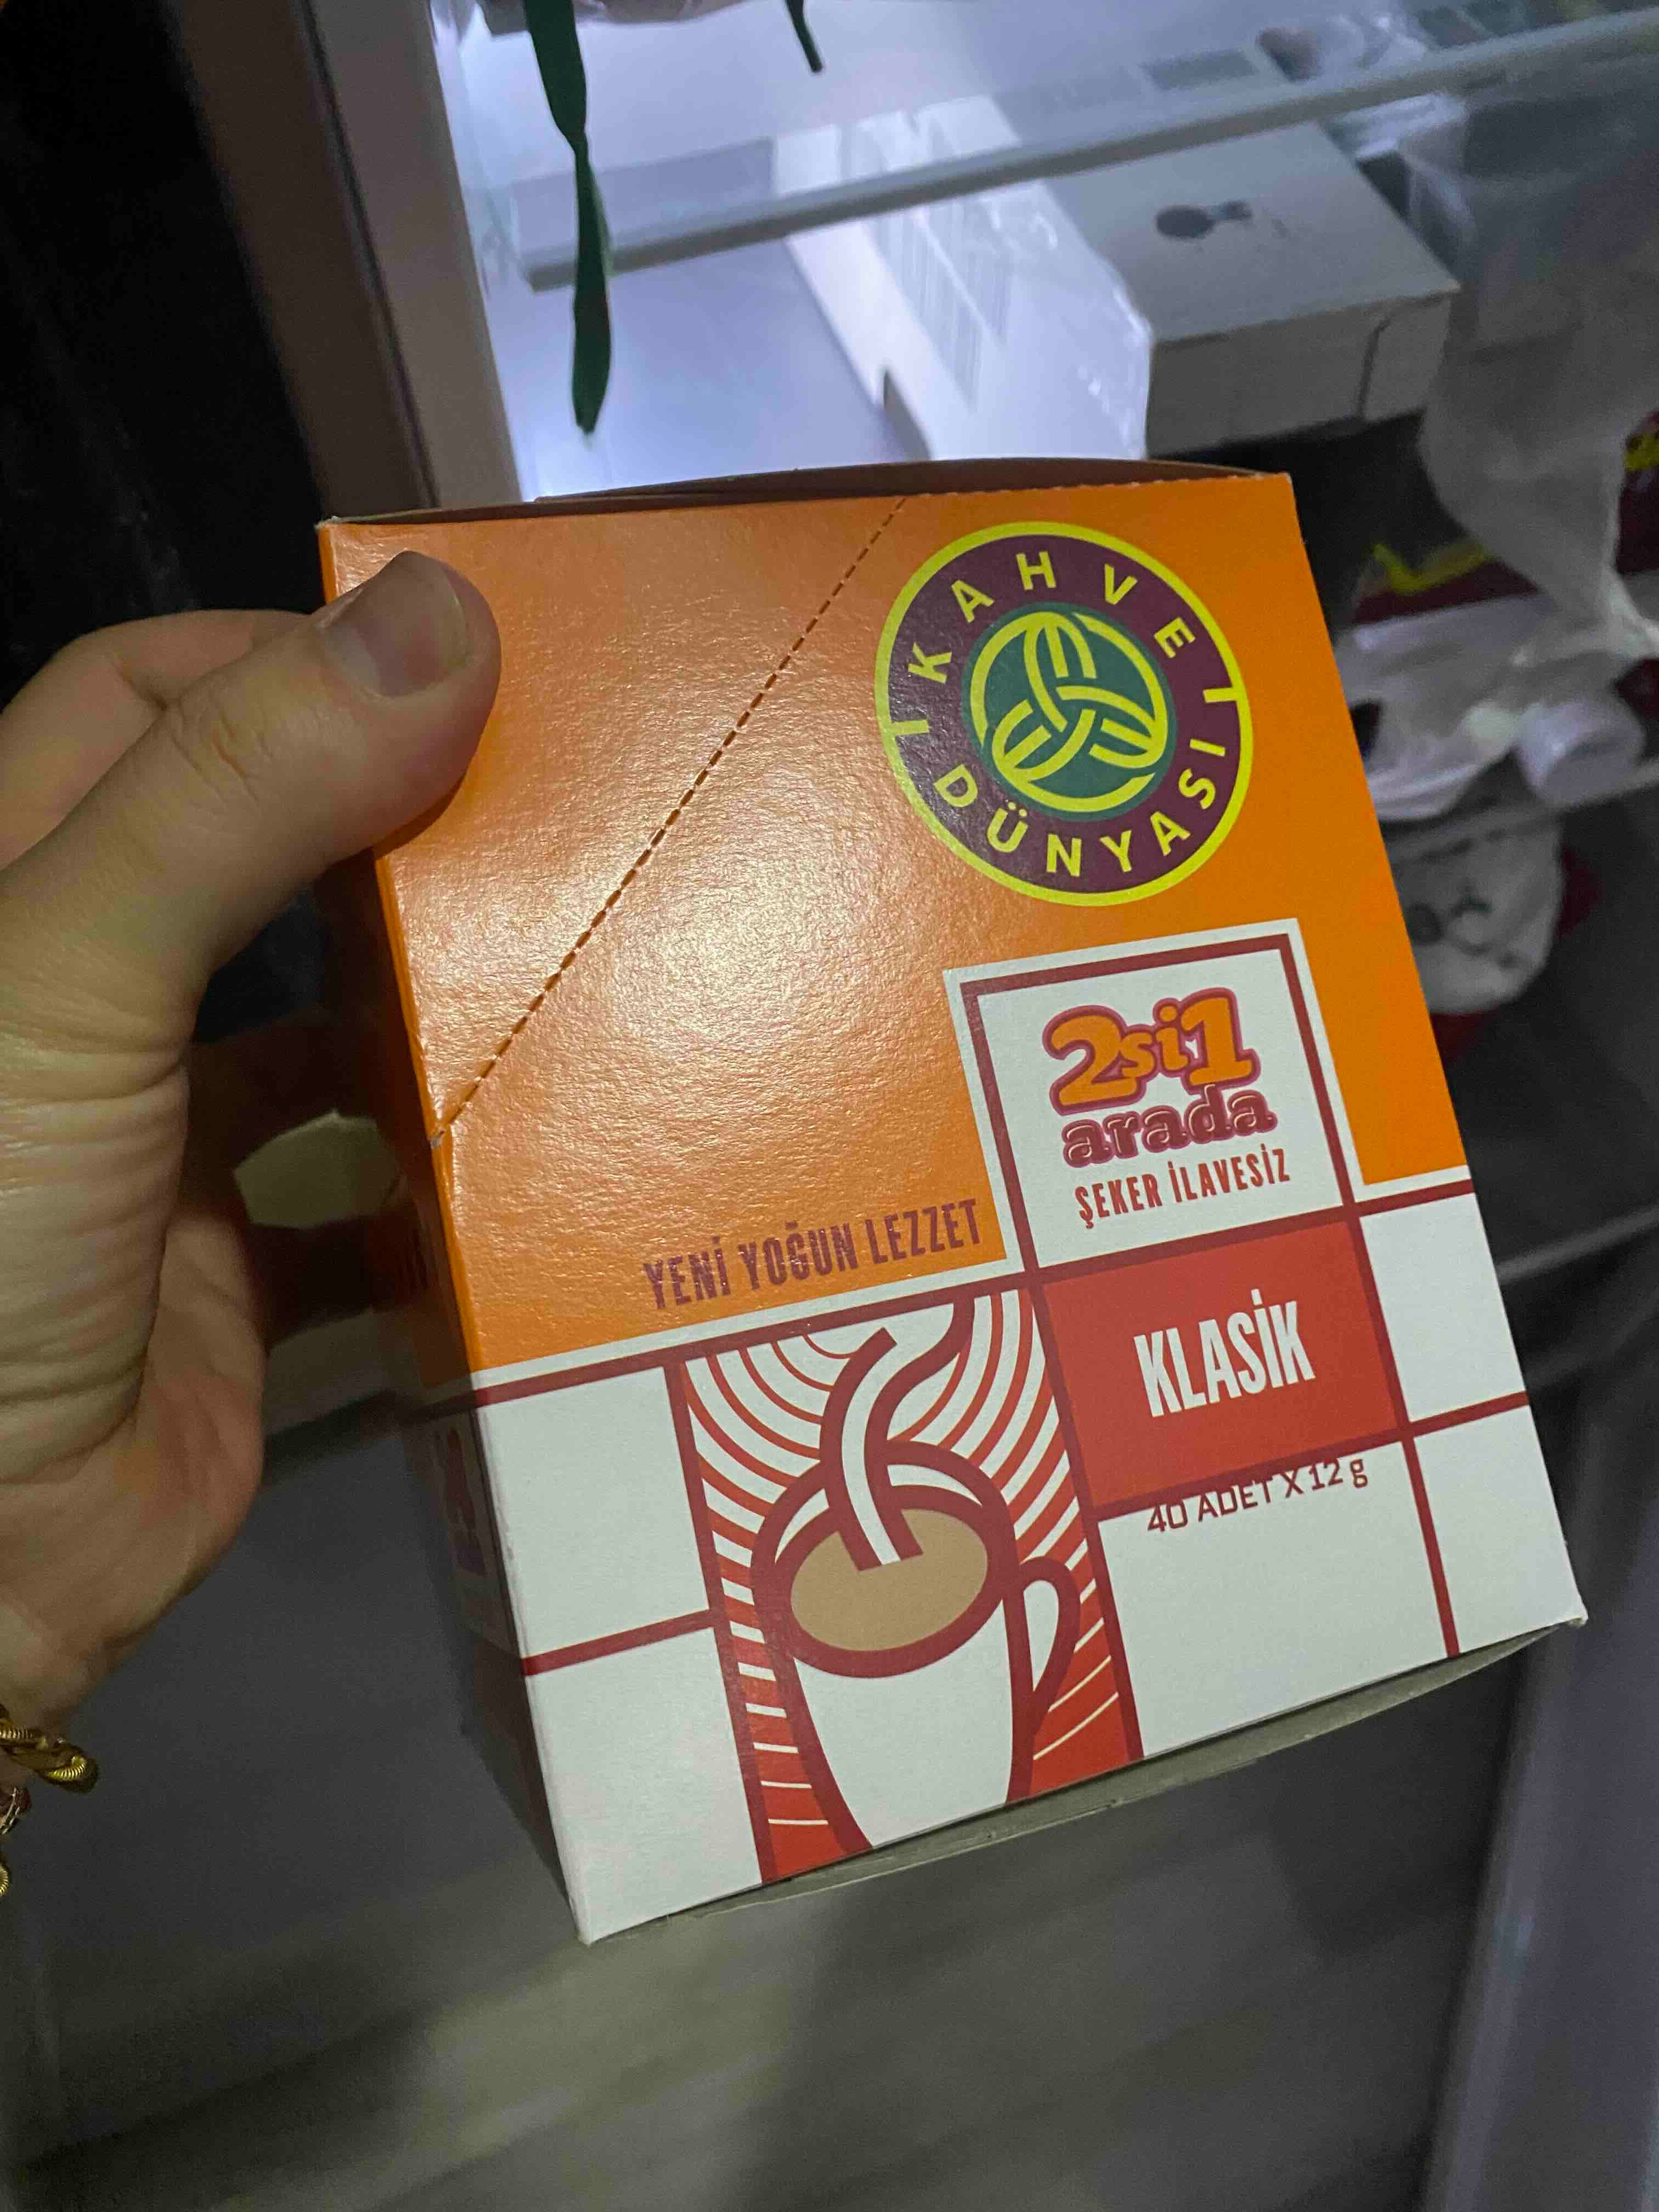 KAHVE DÜNYASI
2si1
arada
ŞEKER İLAVESİZ
YENİ YOĞUN LEZZET
KLASİK
40 ADET X 12 g